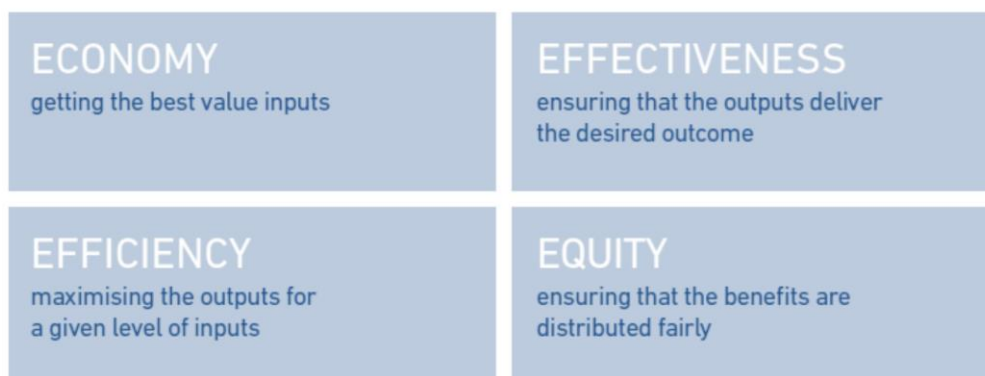 ECONOMY
getting the best value inputs
EFFECTIVENESS
ensuring that the outputs deliver
the desired outcome
EFFICIENCY
maximising the outputs for
a given level of inputs
EQUITY
ensuring that the benefits are
distributed fairly